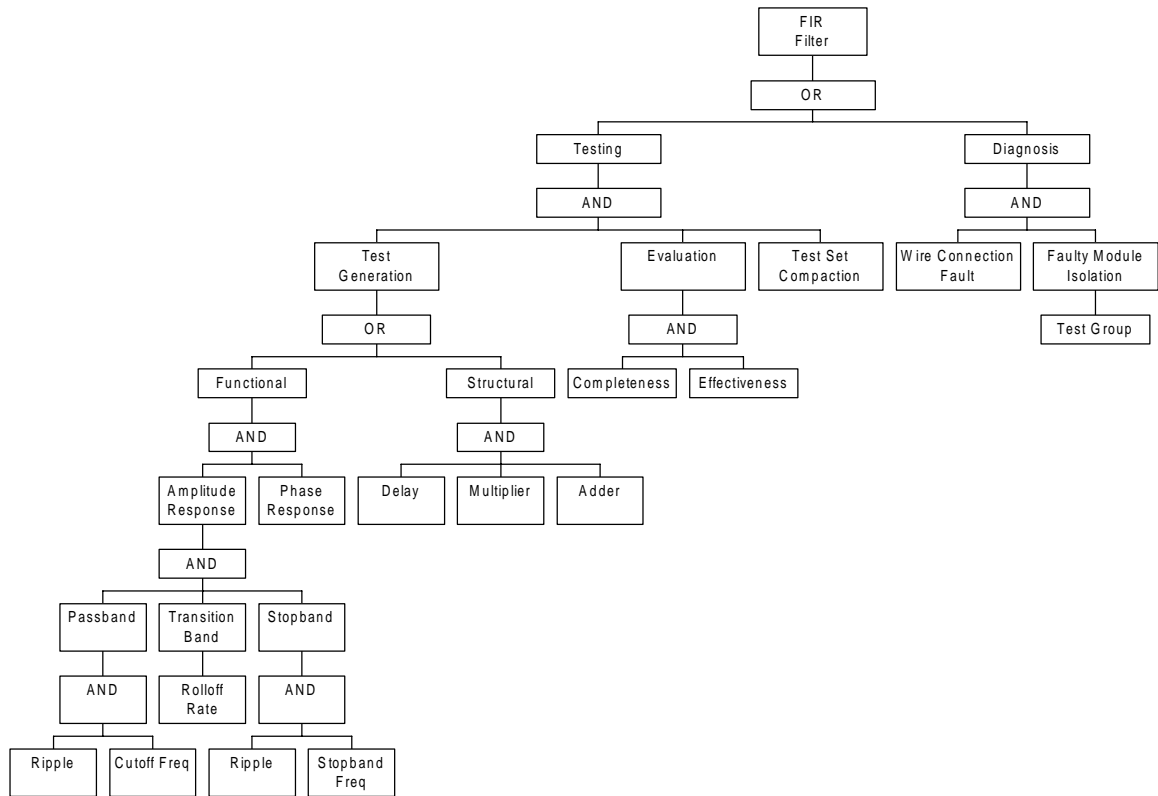 FIR
Filter
OR
Testing
Diagnosis
AND
AND
Test
Generation
Evaluation
Test Set
Compaction
Wire Connection
Fault
Faulty Module
Isolation
OR
AND
Test Group
Functional
Structural
Completeness
Effectiveness
AND
AND
Amplitude
Response
Phase
Response
Delay
Multiplier
Adder
AND
Passband
Transition
Band
Stopband
AND
Rolloff
Rate
AND
Ripple
Cutoff Freq
Ripple
Stopband
Freq